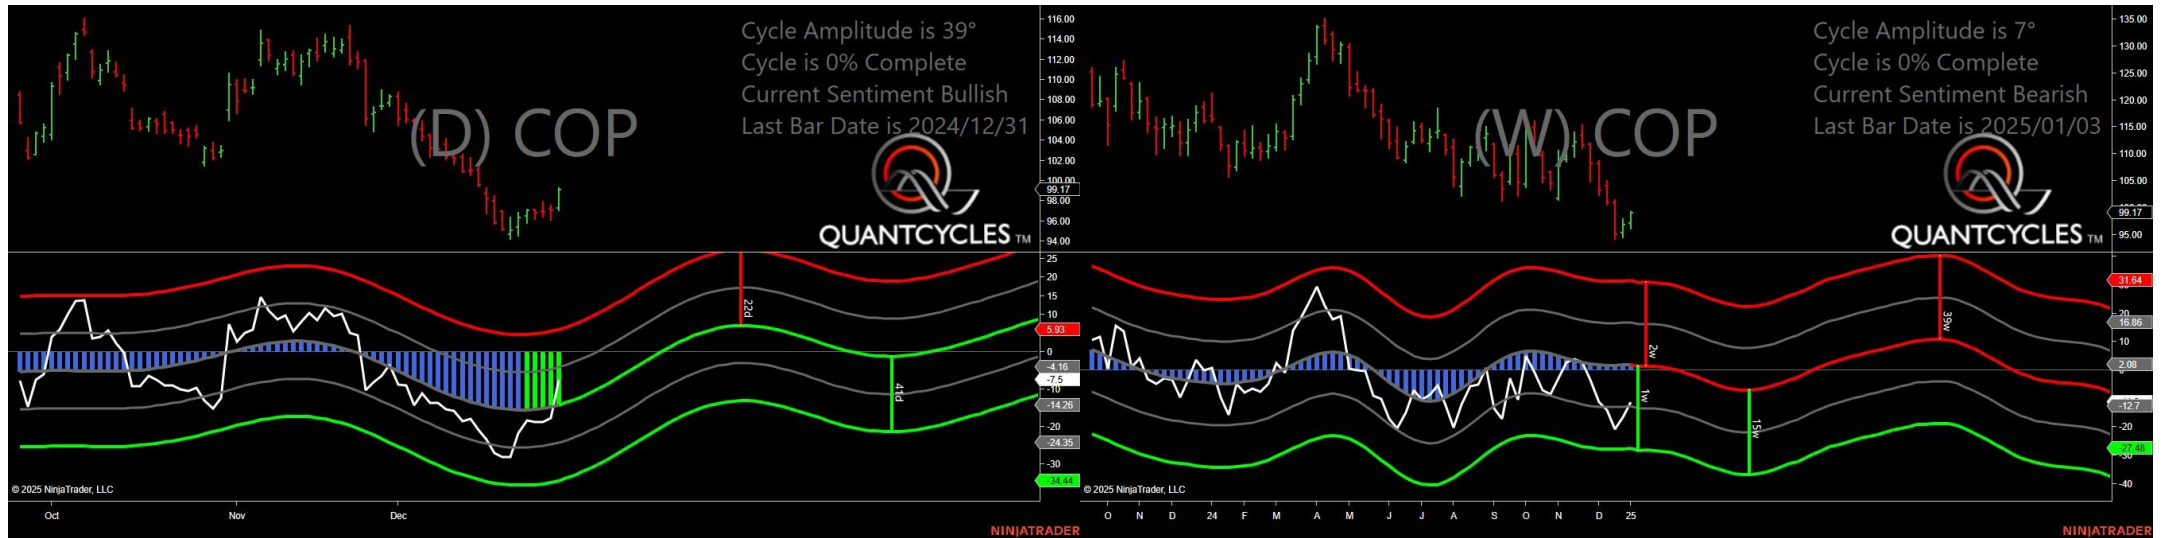 Cycle Amplitude is 39°
Cycle is 0% Complete
Current Sentiment Bullish
Last Bar Date is 2024/12/31
(D) COP
QUANTCYCLES TM
116.00
114.00
112.00
110.00
108.00
106.00
104.00
102.00
100.00
99.17
98.00
96.00
94.00
25
20
15
10
5.93
0
-4.16
-7.5
-10
-14.26
-20
-24.35
-30
-34.44
22d
41d
© 2025 NinjaTrader, LLC
Oct Nov Dec
NINJATRADER
Cycle Amplitude is 7°
Cycle is 0% Complete
Current Sentiment Bearish
Last Bar Date is 2025/01/03
(W) COP
QUANTCYCLES TM
135.00
130.00
125.00
120.00
115.00
110.00
105.00
99.17
95.00
31.64
20
16.86
10
2.08
-12.7
-20
-27.48
-30
-40
2w
1w
15w
39w
© 2025 NinjaTrader, LLC
O N D 24 F M A M J J A S O N D 25
NINJATRADER